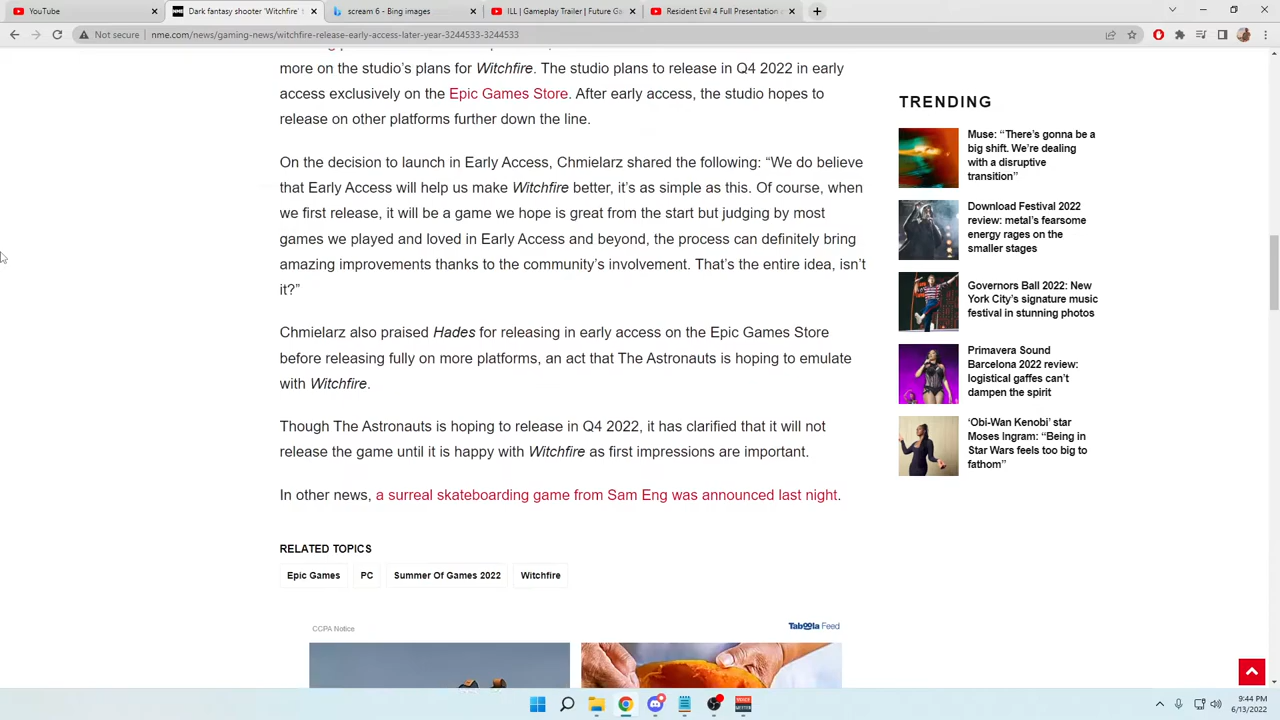 YouTube
Dark fantasy shooter ‘Witchfire’
scream 6 - Bing images
ILL | Gameplay Trailer | Future Ga
Resident Evil 4 Full Presentation
Not secure | nme.com/news/gaming-news/witchfire-release-early-access-later-year-3244533-3244533
more on the studio’s plans for Witchfire. The studio plans to release in Q4 2022 in early
access exclusively on the Epic Games Store. After early access, the studio hopes to
release on other platforms further down the line.
On the decision to launch in Early Access, Chmielarz shared the following: “We do believe
that Early Access will help us make Witchfire better, it’s as simple as this. Of course, when
we first release, it will be a game we hope is great from the start but judging by most
games we played and loved in Early Access and beyond, the process can definitely bring
amazing improvements thanks to the community’s involvement. That’s the entire idea, isn’t
it?”
Chmielarz also praised Hades for releasing in early access on the Epic Games Store
before releasing fully on more platforms, an act that The Astronauts is hoping to emulate
with Witchfire.
Though The Astronauts is hoping to release in Q4 2022, it has clarified that it will not
release the game until it is happy with Witchfire as first impressions are important.
In other news, a surreal skateboarding game from Sam Eng was announced last night.
RELATED TOPICS
Epic Games
PC
Summer Of Games 2022
Witchfire
CCPA Notice
Taboola Feed
TRENDING
Muse: “There’s gonna be a
big shift. We’re dealing
with a disruptive
transition”
Download Festival 2022
review: metal’s fearsome
energy rages on the
smaller stages
Governors Ball 2022: New
York City’s signature music
festival in stunning photos
Primavera Sound
Barcelona 2022 review:
logistical gaffes can’t
dampen the spirit
‘Obi-Wan Kenobi’ star
Moses Ingram: “Being in
Star Wars feels too big to
fathom”
9:44 PM
6/13/2022